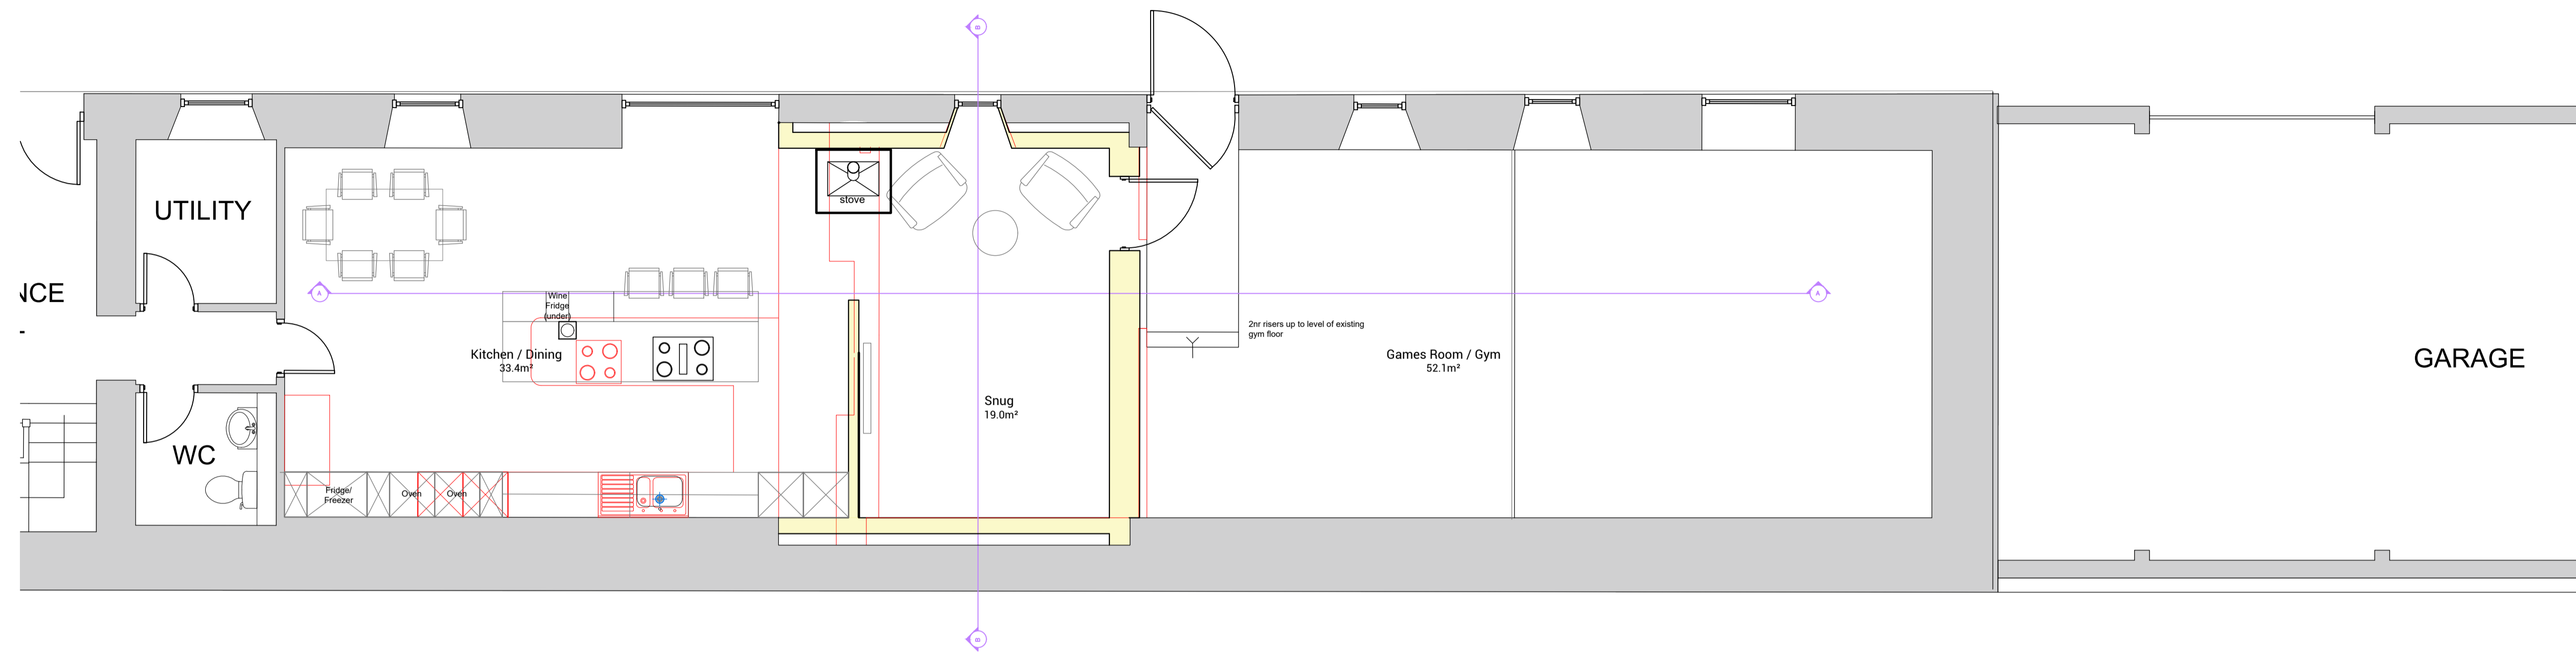 B
UTILITY
NCE
A
Wine
Fridge
(under)
stove
A
2nr risers up to level of existing
gym floor
Kitchen / Dining
33.4m²
Games Room / Gym
52.1m²
GARAGE
Snug
19.0m²
WC
Fridge/
Freezer
Oven
Oven
B